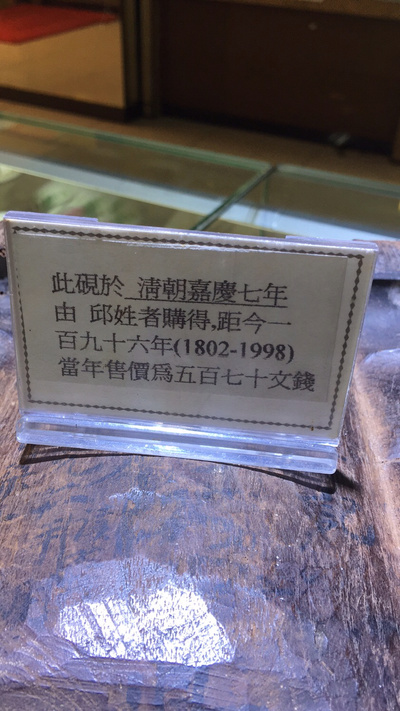 此硯於 清朝嘉慶七年
由 邱姓者購得,距今一
百九十六年(1802-1998)
當年售價爲五百七十文錢